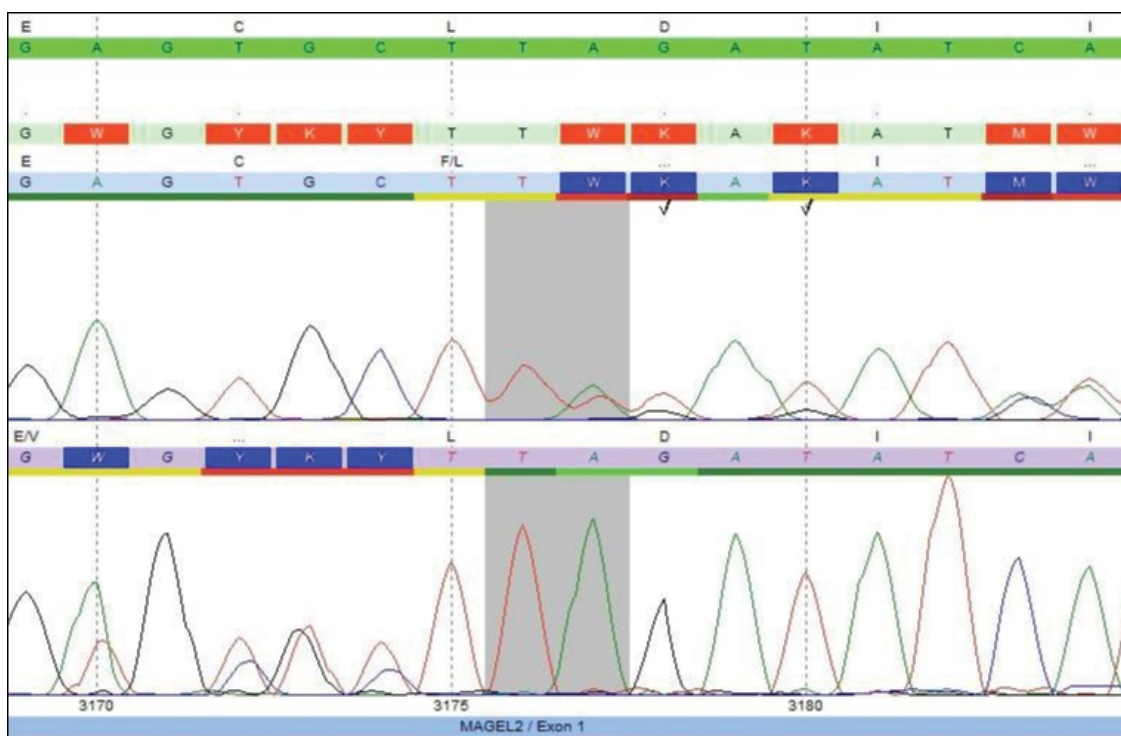 E C L D I I
G A G T G C T T A G A T A T C A
G W G Y K Y T T W K A K A T M W
E C F/L ... I ...
G A G T G C T T W K A K A T M W
E/V ... L D I I
G W G Y K Y T T A G A T A T C A
3170 3175 3180
MAGEL2 / Exon 1